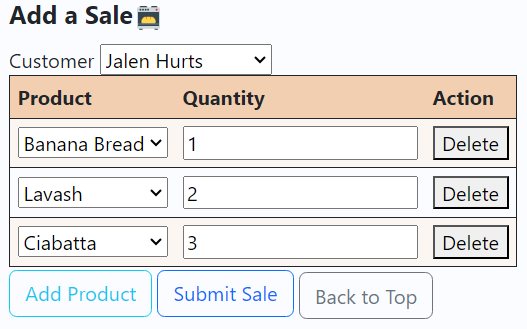 Add a Sale
Customer Jalen Hurts
Product Quantity Action
Banana Bread 1 Delete
Lavash 2 Delete
Ciabatta 3 Delete
Add Product Submit Sale Back to Top